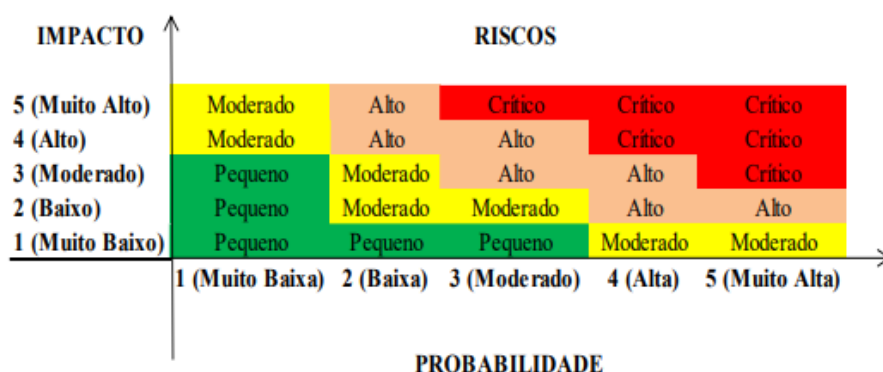 IMPACTO RISCOS
5 (Muito Alto) Moderado Alto Crítico Crítico Crítico
4 (Alto) Moderado Alto Alto Crítico Crítico
3 (Moderado) Pequeno Moderado Alto Alto Crítico
2 (Baixo) Pequeno Moderado Moderado Alto Alto
1 (Muito Baixo) Pequeno Pequeno Pequeno Moderado Moderado
1 (Muito Baixa) 2 (Baixa) 3 (Moderado) 4 (Alta) 5 (Muito Alta)
PROBABILIDADE